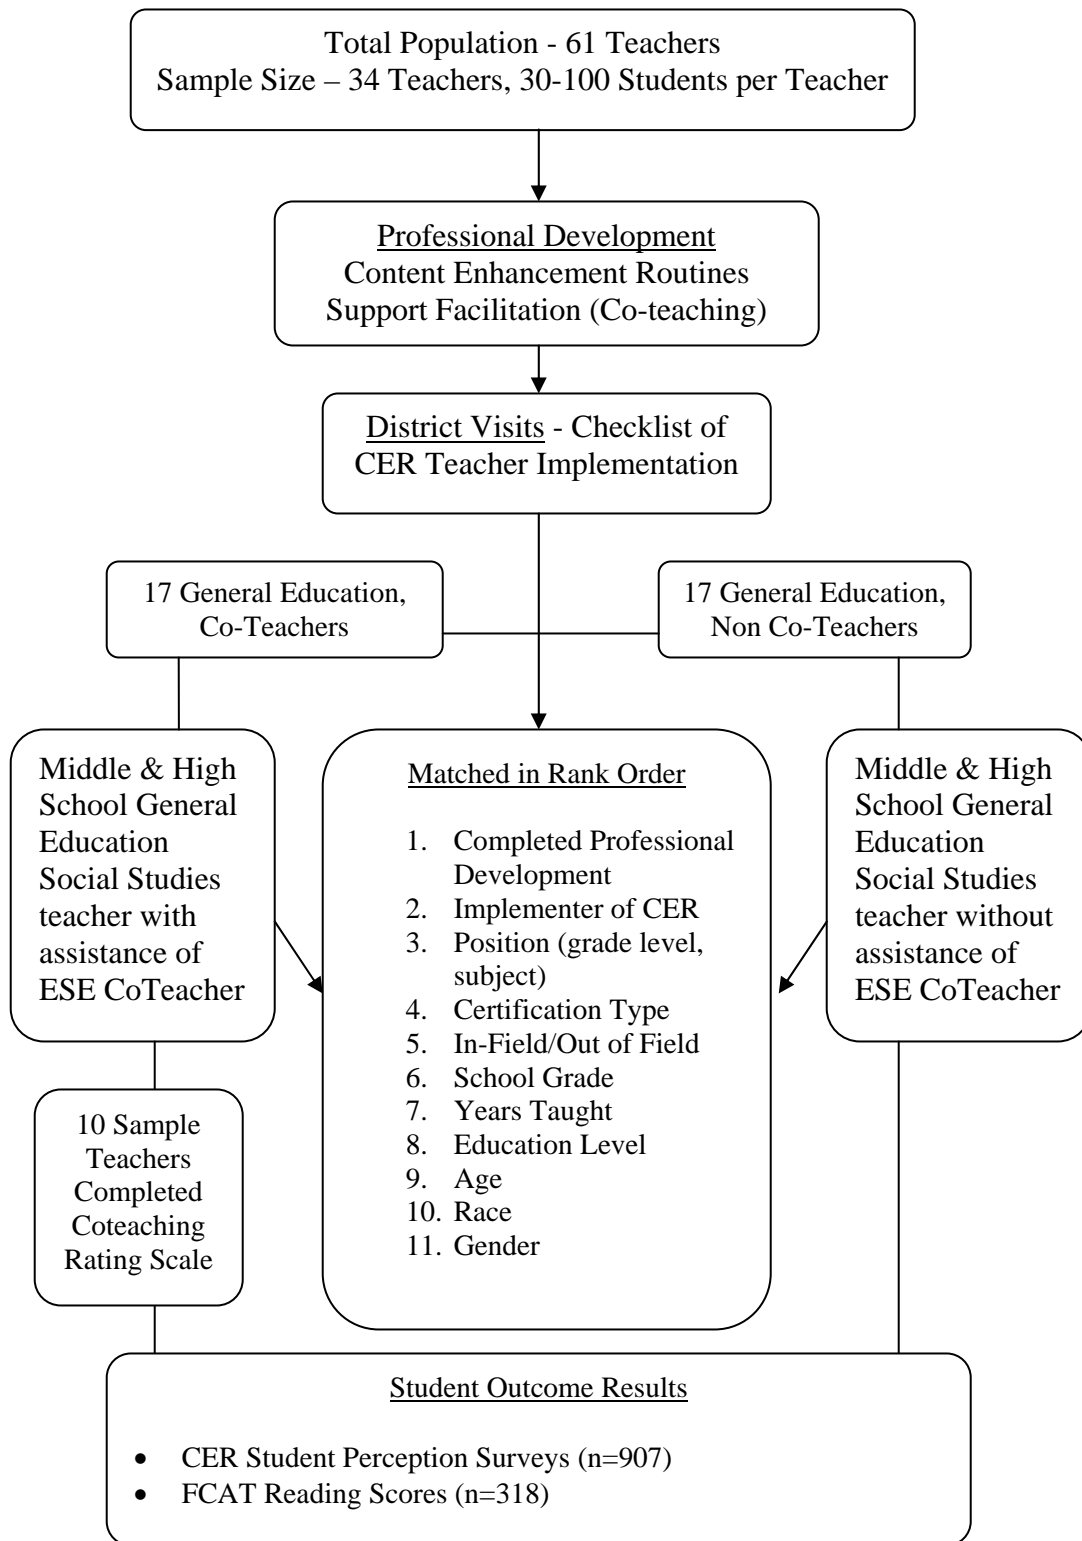 Total Population - 61 Teachers
Sample Size – 34 Teachers, 30-100 Students per Teacher
Professional Development
Content Enhancement Routines
Support Facilitation (Co-teaching)
District Visits - Checklist of
CER Teacher Implementation
17 General Education,
Co-Teachers
17 General Education,
Non Co-Teachers
Middle & High
School General
Education
Social Studies
teacher with
assistance of
ESE CoTeacher
Matched in Rank Order
1. Completed Professional
Development
2. Implementer of CER
3. Position (grade level,
subject)
4. Certification Type
5. In-Field/Out of Field
6. School Grade
7. Years Taught
8. Education Level
9. Age
10. Race
11. Gender
Middle & High
School General
Education
Social Studies
teacher without
assistance of
ESE CoTeacher
10 Sample
Teachers
Completed
Coteaching
Rating Scale
Student Outcome Results
• CER Student Perception Surveys (n=907)
• FCAT Reading Scores (n=318)